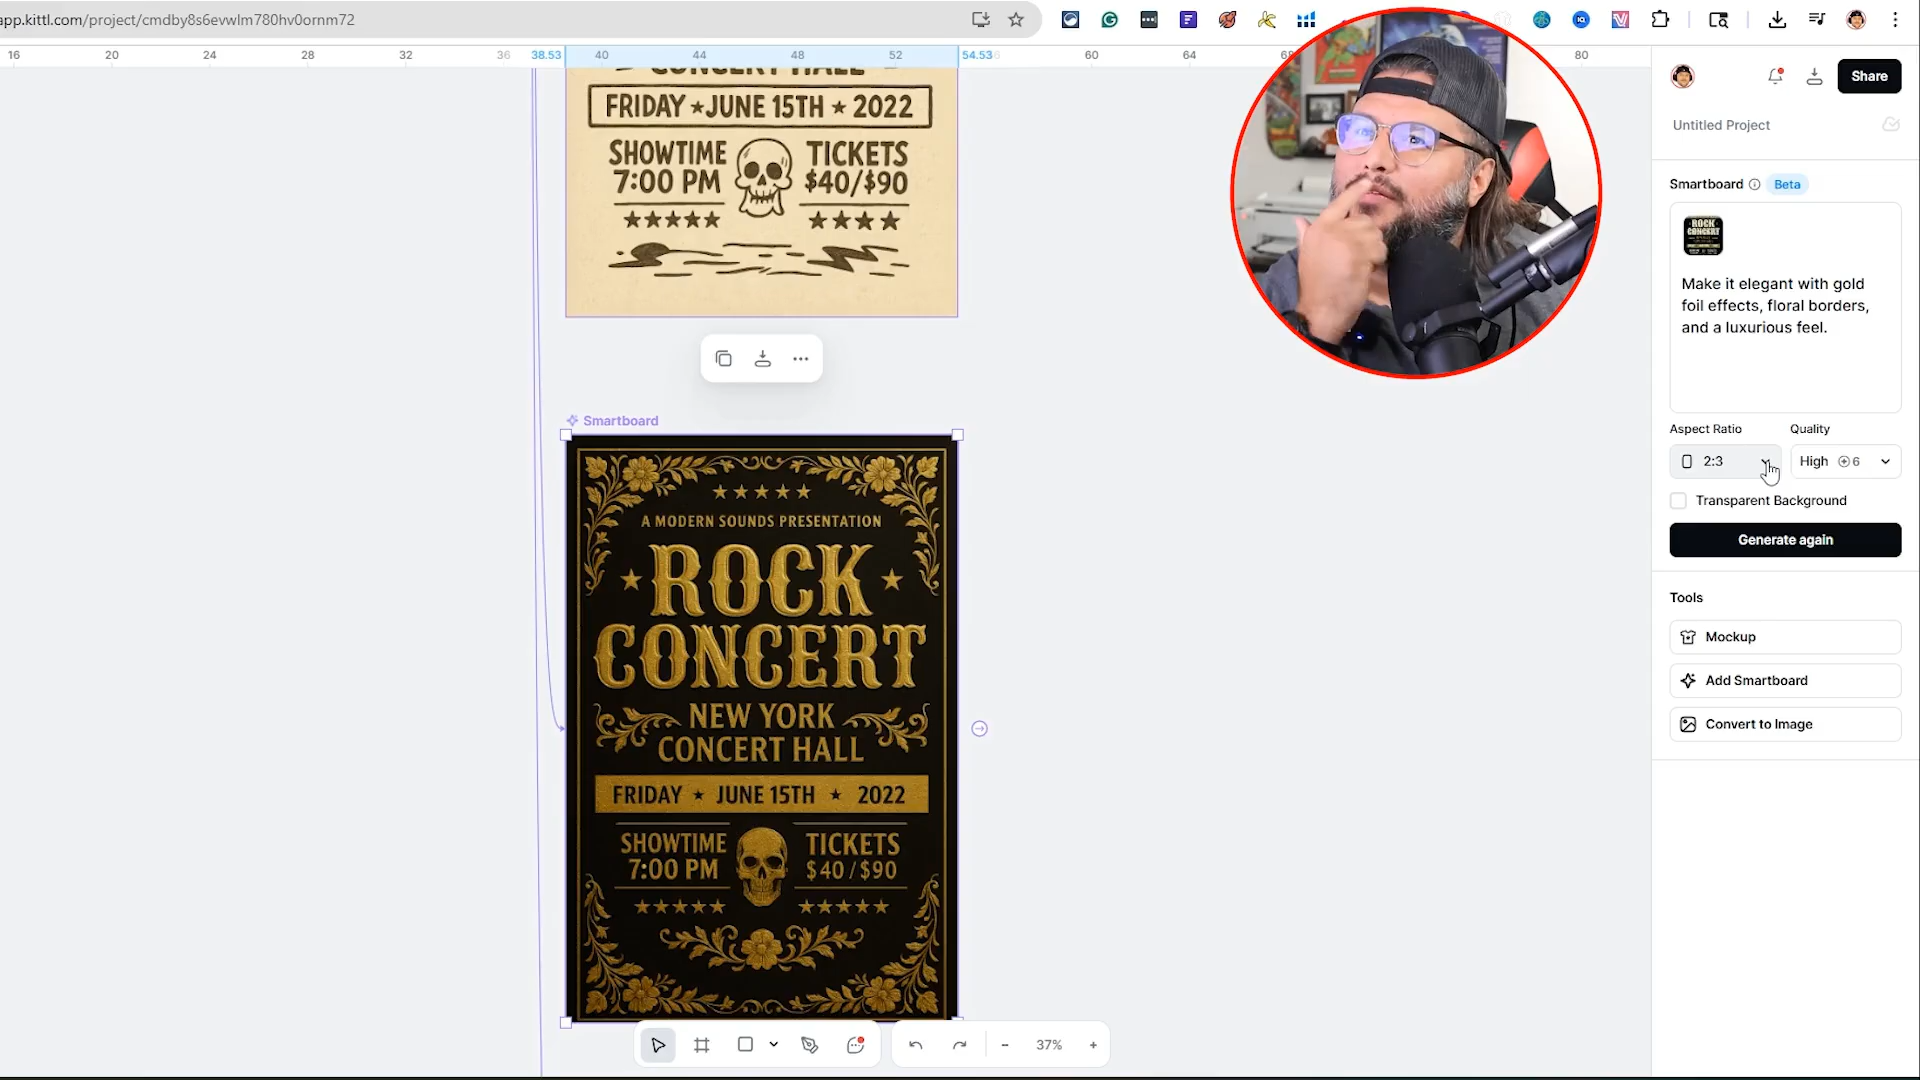 app.kittl.com/project/cmdby8s6evwlm780hv0ornm72
16 20 24 28 32 36 38.53 40 44 48 52 54.53 60 64 80
CONCERT HALL
FRIDAY ★ JUNE 15TH ★ 2022
SHOWTIME
7:00 PM
TICKETS
$40/$90
Smartboard
★★★★★
A MODERN SOUNDS PRESENTATION
★ ROCK ★
CONCERT
NEW YORK
CONCERT HALL
FRIDAY ★ JUNE 15TH ★ 2022
SHOWTIME
7:00 PM
TICKETS
$40/$90
37%
Share
Untitled Project
Smartboard Beta
ROCK
CONCERT
Make it elegant with gold
foil effects, floral borders,
and a luxurious feel.
Aspect Ratio Quality
2:3 High 6
Transparent Background
Generate again
Tools
Mockup
Add Smartboard
Convert to Image